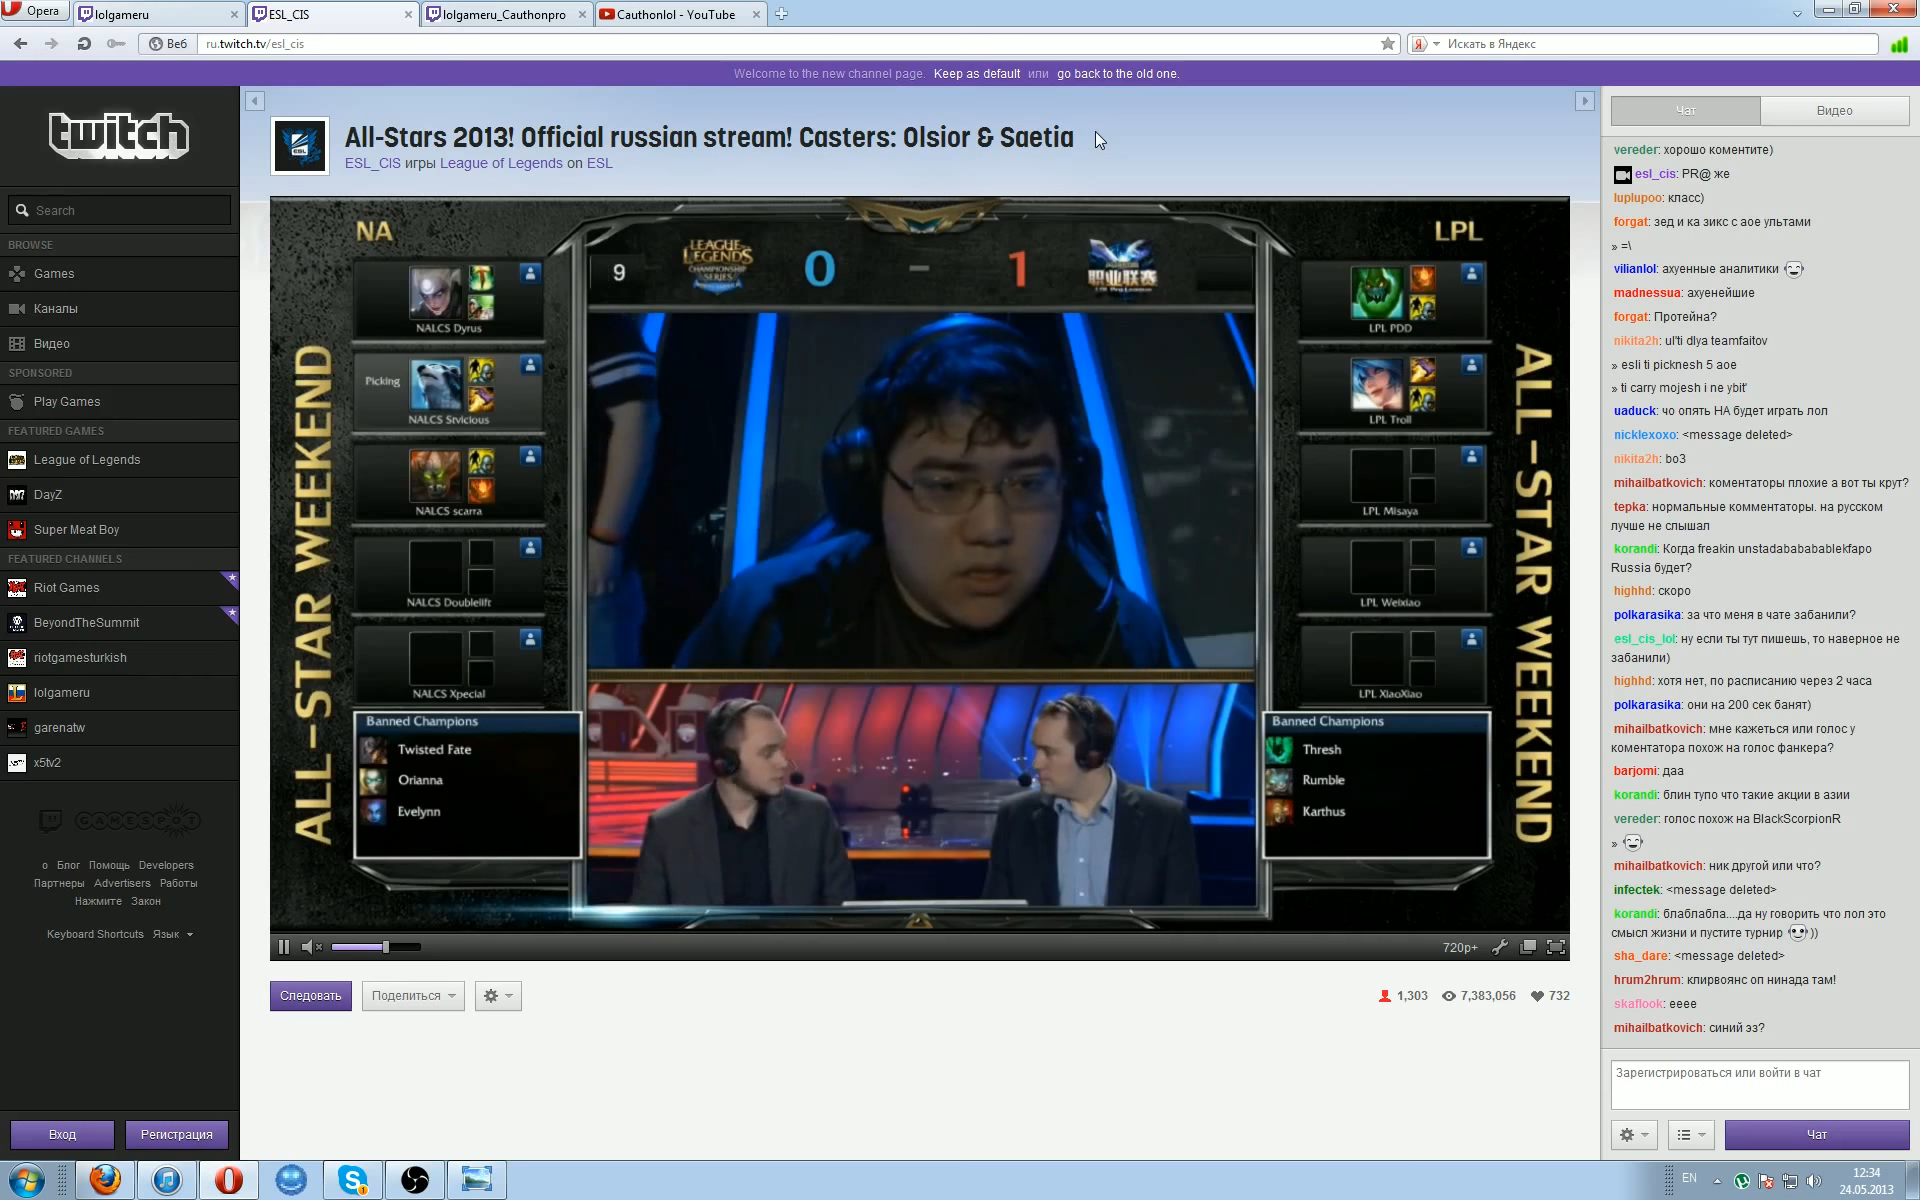 Opera
lolgameru
ESL_CIS
lolgameru_Cauthonpro
Cauthonlol - YouTube
Веб
ru.twitch.tv/esl_cis
Искать в Яндекс
Welcome to the new channel page. Keep as default или go back to the old one.
twitch
Search
BROWSE
Games
Каналы
Видео
SPONSORED
Play Games
FEATURED GAMES
League of Legends
DayZ
Super Meat Boy
FEATURED CHANNELS
Riot Games
BeyondTheSummit
riotgamesturkish
lolgameru
garenatw
x5tv2
GAMESPOT
о Блог Помощь Developers
Партнеры Advertisers Работы
Нажмите Закон
Keyboard Shortcuts Язык
Вход
Регистрация
All-Stars 2013! Official russian stream! Casters: Olsior & Saetia
ESL_CIS игры League of Legends on ESL
NA
LPL
9
LEAGUE of LEGENDS
CHAMPIONSHIP SERIES
0 - 1
职业联赛
LPL Pro League
ALL-STAR WEEKEND
NALCS Dyrus
Picking
NALCS Stvicious
NALCS scarra
NALCS Doublelift
NALCS Xpecial
Banned Champions
Twisted Fate
Orianna
Evelynn
LPL PDD
LPL Troll
LPL Misaya
LPL Weixiao
LPL XiaoXiao
ALL-STAR WEEKEND
Banned Champions
Thresh
Rumble
Karthus
720p+
Следовать
Поделиться
1,303
7,383,056
732
Чат
Видео
vereder: хорошо коментите)
esl_cis: PR@ же
luplupoo: класс)
forgat: зед и ка зикс с аое ультами
» =\
vilianlol: ахуенные аналитики
madnessua: ахуенейшие
forgat: Протейна?
nikita2h: ul'ti dlya teamfaitov
» esli ti picknesh 5 aoe
» ti carry mojesh i ne ybit'
uaduck: чо опять НА будет играть лол
nicklexoxo: <message deleted>
nikita2h: bo3
mihailbatkovich: коментаторы плохие а вот ты крут?
tepka: нормальные комментаторы. на русском
лучше не слышал
korandi: Когда freakin unstadabababablekfapo
Russia будет?
highhd: скоро
polkarasika: за что меня в чате забанили?
esl_cis_lol: ну если ты тут пишешь, то наверное не
забанили)
highhd: хотя нет, по расписанию через 2 часа
polkarasika: они на 200 сек банят)
mihailbatkovich: мне кажеться или голос у
коментатора похож на голос фанкера?
barjomi: даа
korandi: блин тупо что такие акции в азии
vereder: голос похож на BlackScorpionR
»
mihailbatkovich: ник другой или что?
infectek: <message deleted>
korandi: блаблабла....да ну говорить что лол это
смысл жизни и пустите турнир ))
sha_dare: <message deleted>
hrum2hrum: клирвоянс оп нинада там!
skaflook: ееее
mihailbatkovich: синий эз?
Зарегистрироваться или войти в чат
Чат
EN
12:34
24.05.2013